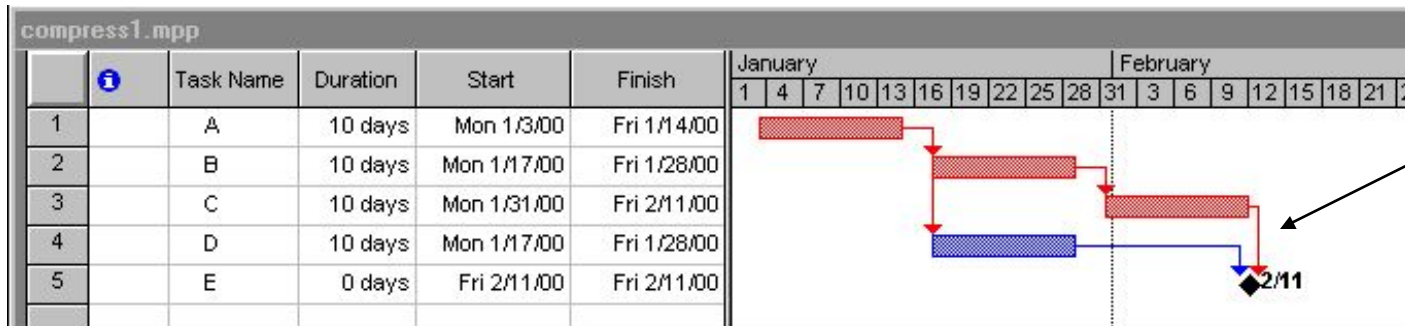 compress1.mpp
Task Name Duration Start Finish January February
1 4 7 10 13 16 19 22 25 28 31 3 6 9 12 15 18 21
1 A 10 days Mon 1/3/00 Fri 1/14/00
2 B 10 days Mon 1/17/00 Fri 1/28/00
3 C 10 days Mon 1/31/00 Fri 2/11/00
4 D 10 days Mon 1/17/00 Fri 1/28/00
5 E 0 days Fri 2/11/00 Fri 2/11/00 2/11